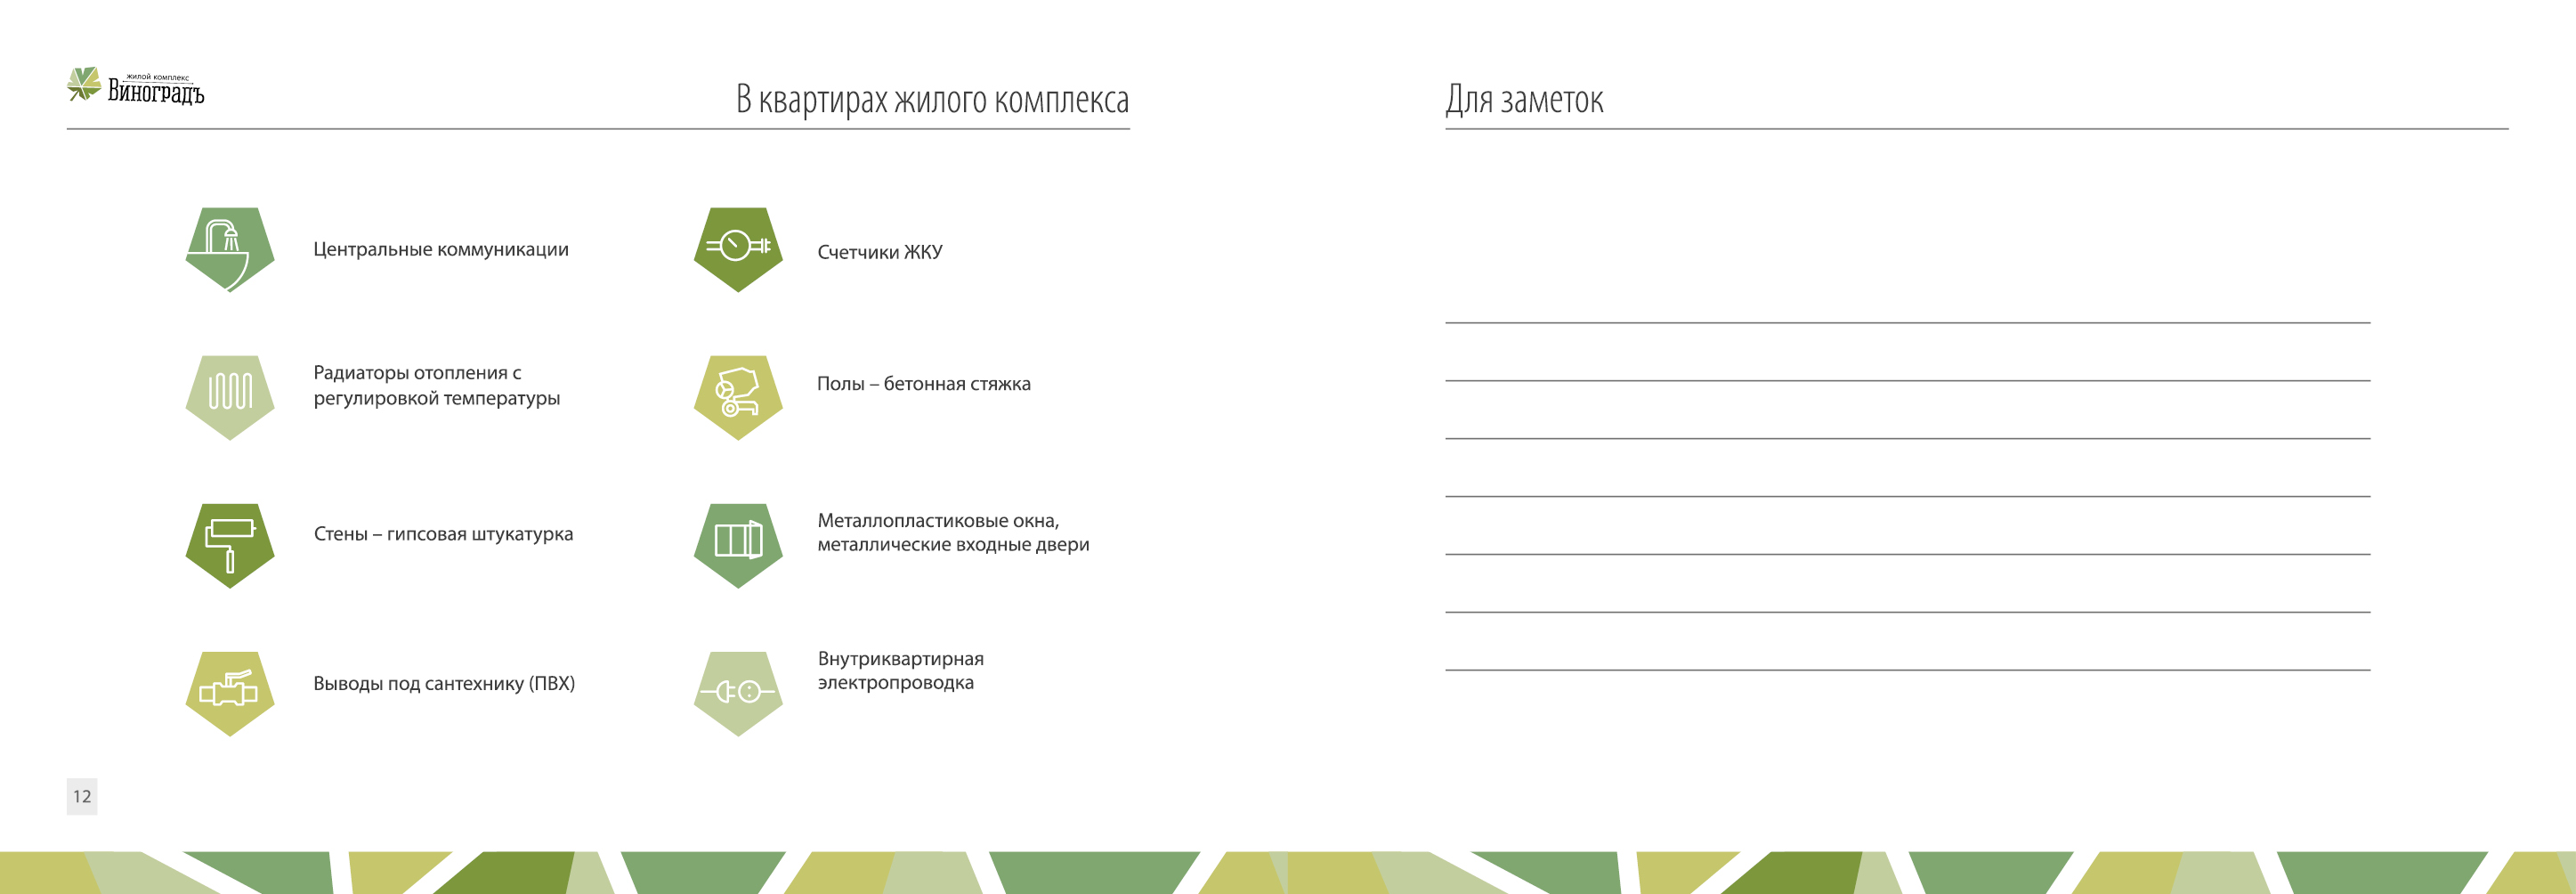 жилой комплекс
Виноградъ
В квартирах жилого комплекса
Центральные коммуникации
Счетчики ЖКУ
Радиаторы отопления с
регулировкой температуры
Полы – бетонная стяжка
Стены – гипсовая штукатурка
Металлопластиковые окна,
металлические входные двери
Выводы под сантехнику (ПВХ)
Внутриквартирная
электропроводка
12
Для заметок